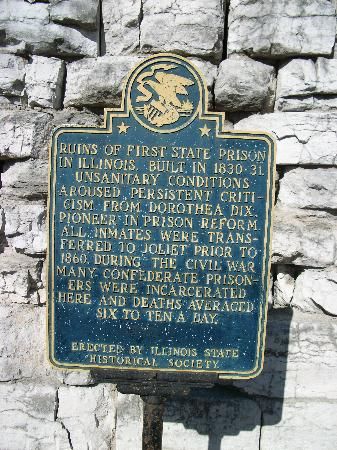 RUINS OF FIRST STATE PRISON
IN ILLINOIS. BUILT IN 1830-31.
UNSANITARY CONDITIONS
AROUSED PERSISTENT CRITI-
CISM FROM DOROTHEA DIX,
PIONEER IN PRISON REFORM.
ALL INMATES WERE TRANS-
FERRED TO JOLIET PRIOR TO
1860. DURING THE CIVIL WAR
MANY CONFEDERATE PRISON-
ERS WERE INCARCERATED
HERE AND DEATHS AVERAGED
SIX TO TEN A DAY.
ERECTED BY ILLINOIS STATE
HISTORICAL SOCIETY